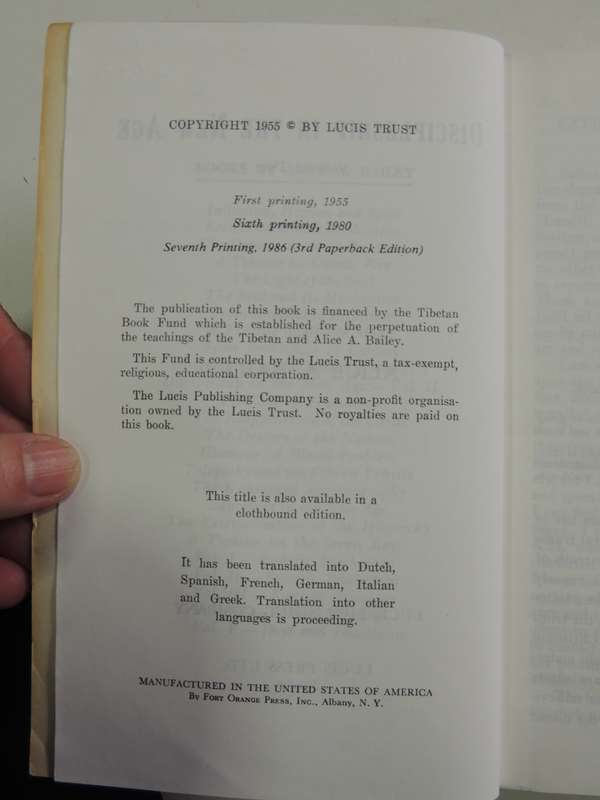 COPYRIGHT 1955 © BY LUCIS TRUST
First printing, 1955
Sixth printing, 1980
Seventh Printing, 1986 (3rd Paperback Edition)
The publication of this book is financed by the Tibetan
Book Fund which is established for the perpetuation of
the teachings of the Tibetan and Alice A. Bailey.
This Fund is controlled by the Lucis Trust, a tax-exempt,
religious, educational corporation.
The Lucis Publishing Company is a non-profit organisa-
tion owned by the Lucis Trust. No royalties are paid on
this book.
This title is also available in a
clothbound edition.
It has been translated into Dutch,
Spanish, French, German, Italian
and Greek. Translation into other
languages is proceeding.
MANUFACTURED IN THE UNITED STATES OF AMERICA
By Fort Orange Press, Inc., Albany, N. Y.